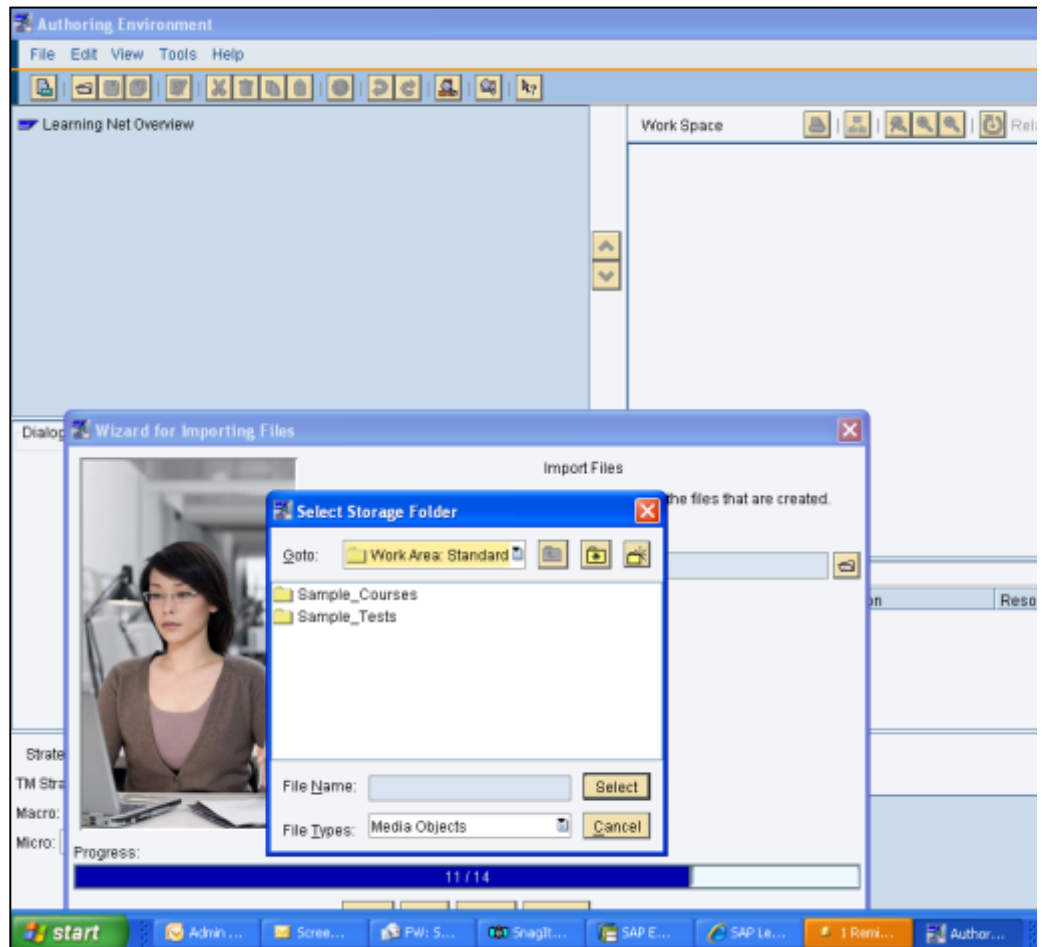 Authoring Environment
File Edit View Tools Help
Learning Net Overview
Work Space
Rel
Dialog
Wizard for Importing Files
Import Files
the files that are created.
Select Storage Folder
Goto: Work Area: Standard
Sample_Courses
Sample_Tests
on Reso
File Name: Select
File Types: Media Objects Cancel
Strate
TM Stra
Macro:
Micro:
Progress:
11 / 14
start Admin ... Scree... FW: S... SnagIt... SAP E... SAP Le... 1 Remi... Author...